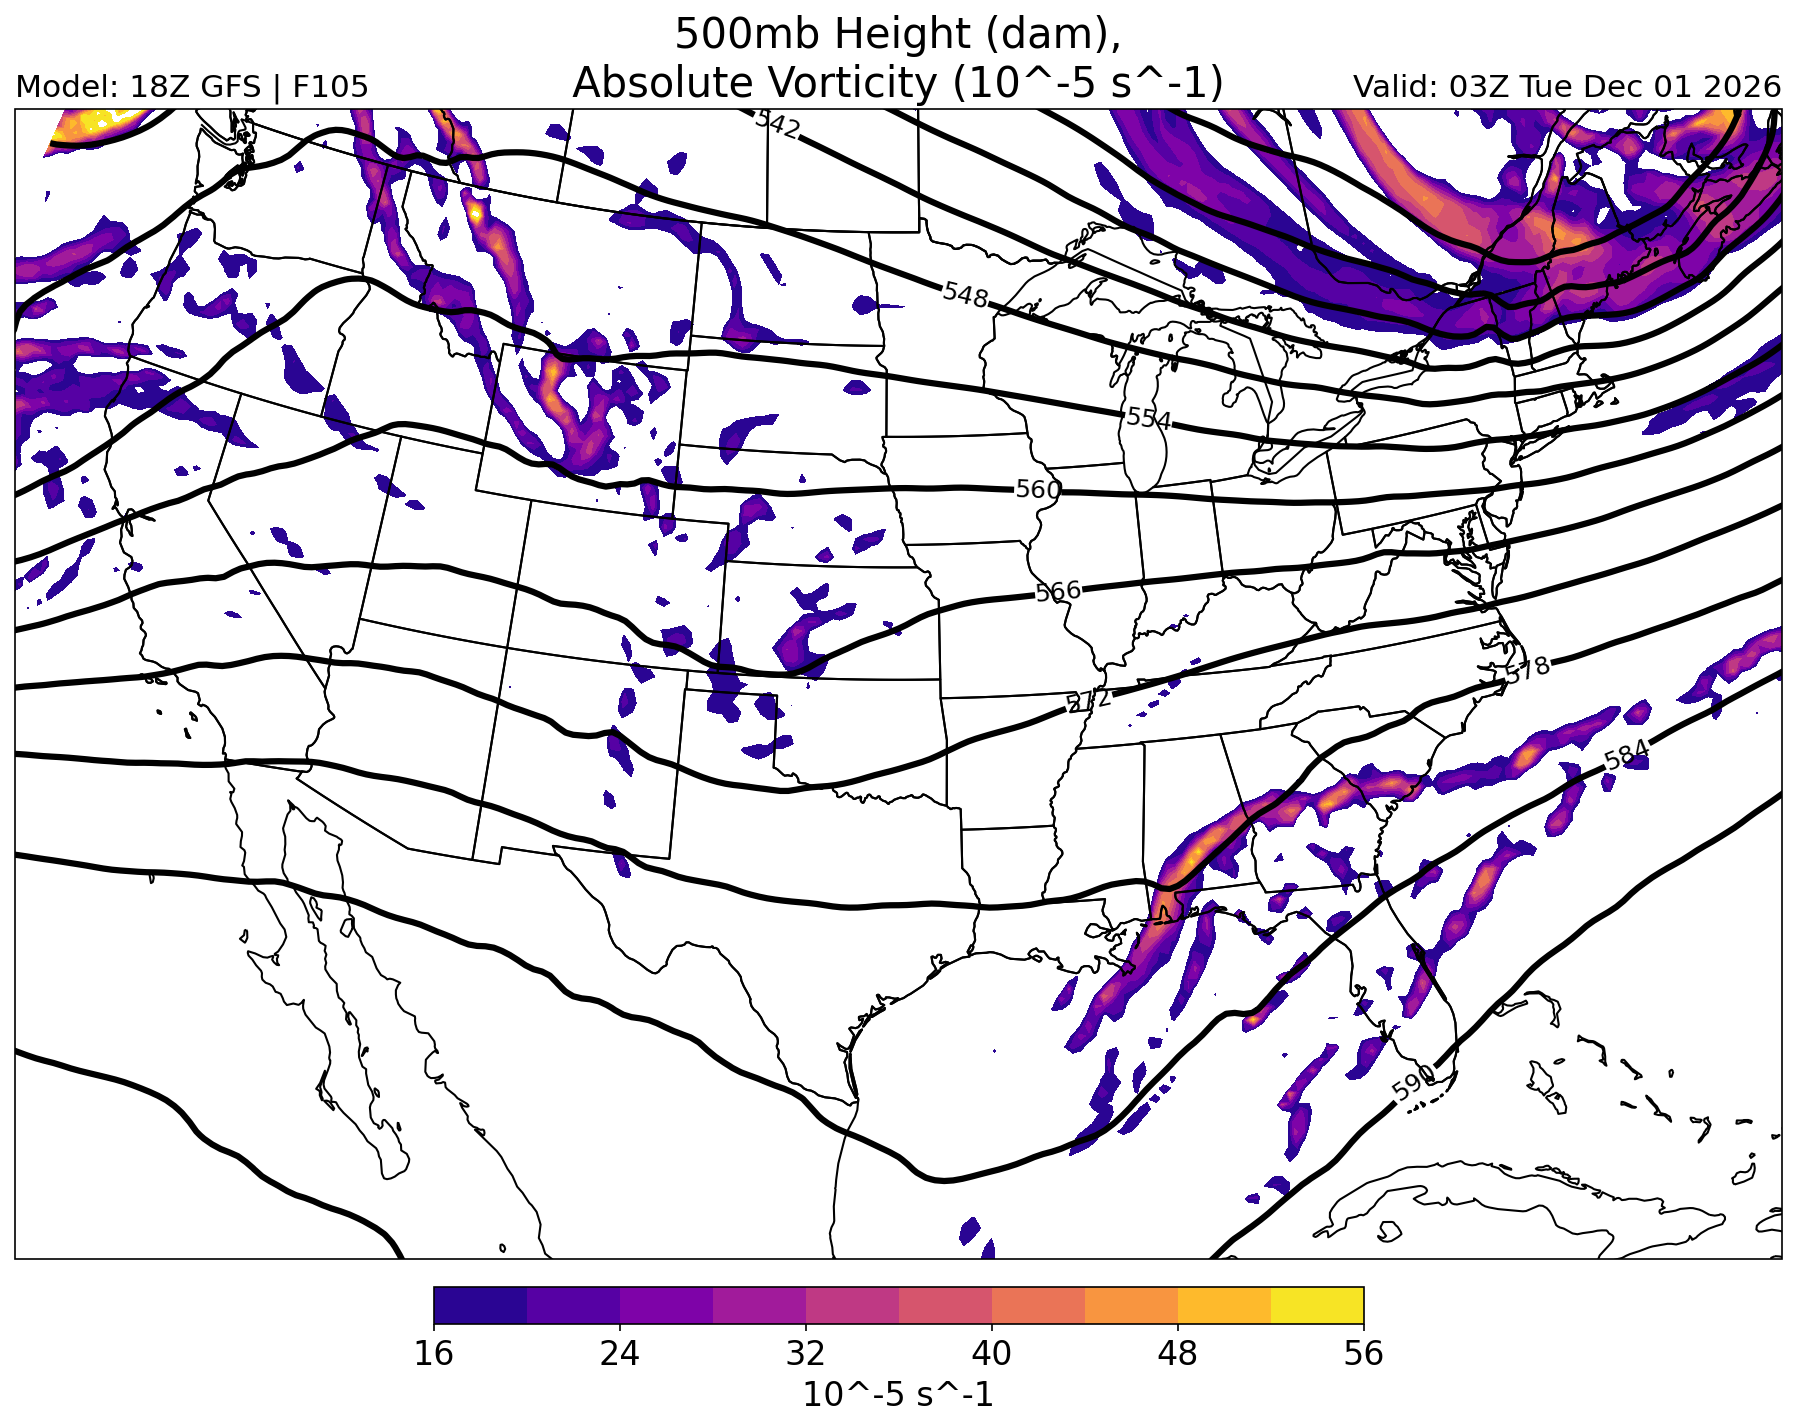 500mb Height (dam),
Model: 18Z GFS | F105
Absolute Vorticity (10^-5 s^-1)
Valid: 03Z Tue Dec 01 2026
542
548
554
560
566
572
578
584
590
16 24 32 40 48 56
10^-5 s^-1